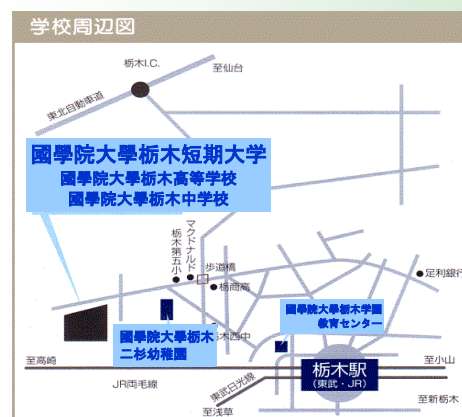 学校周辺図
栃木I.C.
至仙台
東北自動車道
國學院大學栃木短期大学
國學院大學栃木高等学校
國學院大學栃木中学校
マクドナルド
栃木第五小
歩道橋
栃商高
足利銀行
國學院大學栃木学園
教育センター
國學院大學栃木
二杉幼稚園
木西中
至高崎
栃木駅
(東武・JR)
至小山
JR両毛線
東武日光線
至新栃木
至浅草